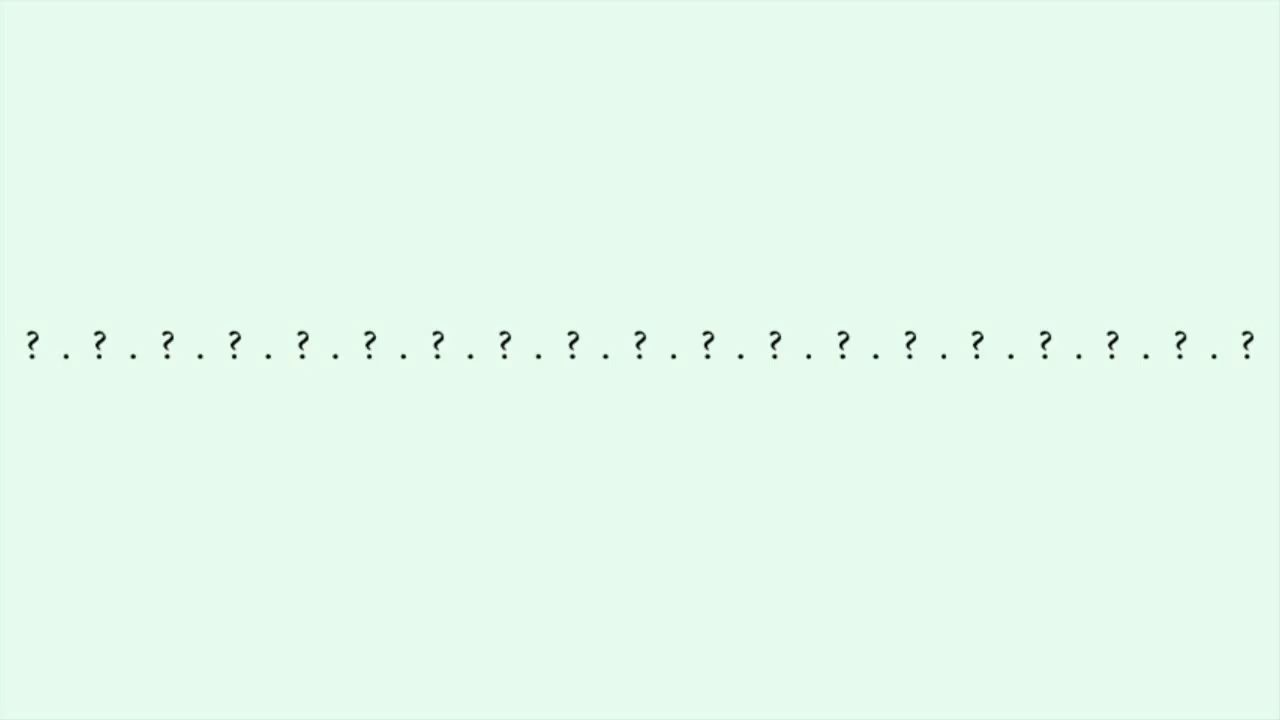 ? . ? . ? . ? . ? . ? . ? . ? . ? . ? . ? . ? . ? . ? . ? . ? . ? . ? . ?